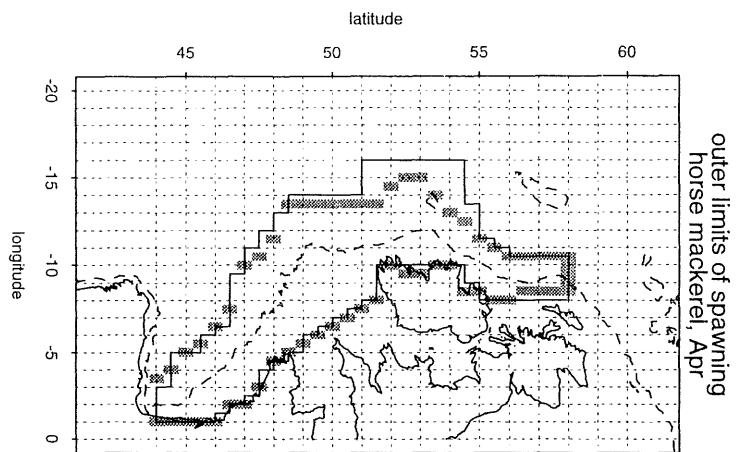 latitude
45 50 55 60
-20
-15
-10
-5
0
longitude
outer limits of spawning
horse mackerel, Apr